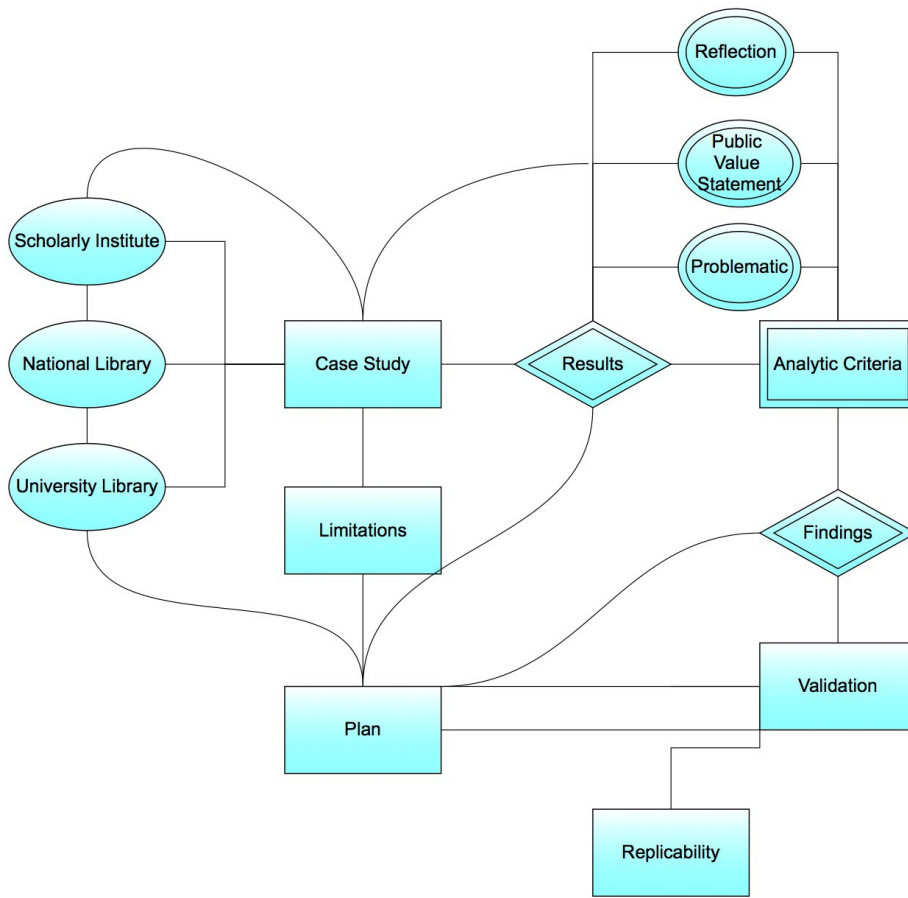 Reflection
Public
Value
Statement
Scholarly Institute
Problematic
National Library
Case Study
Results
Analytic Criteria
University Library
Limitations
Findings
Validation
Plan
Replicability